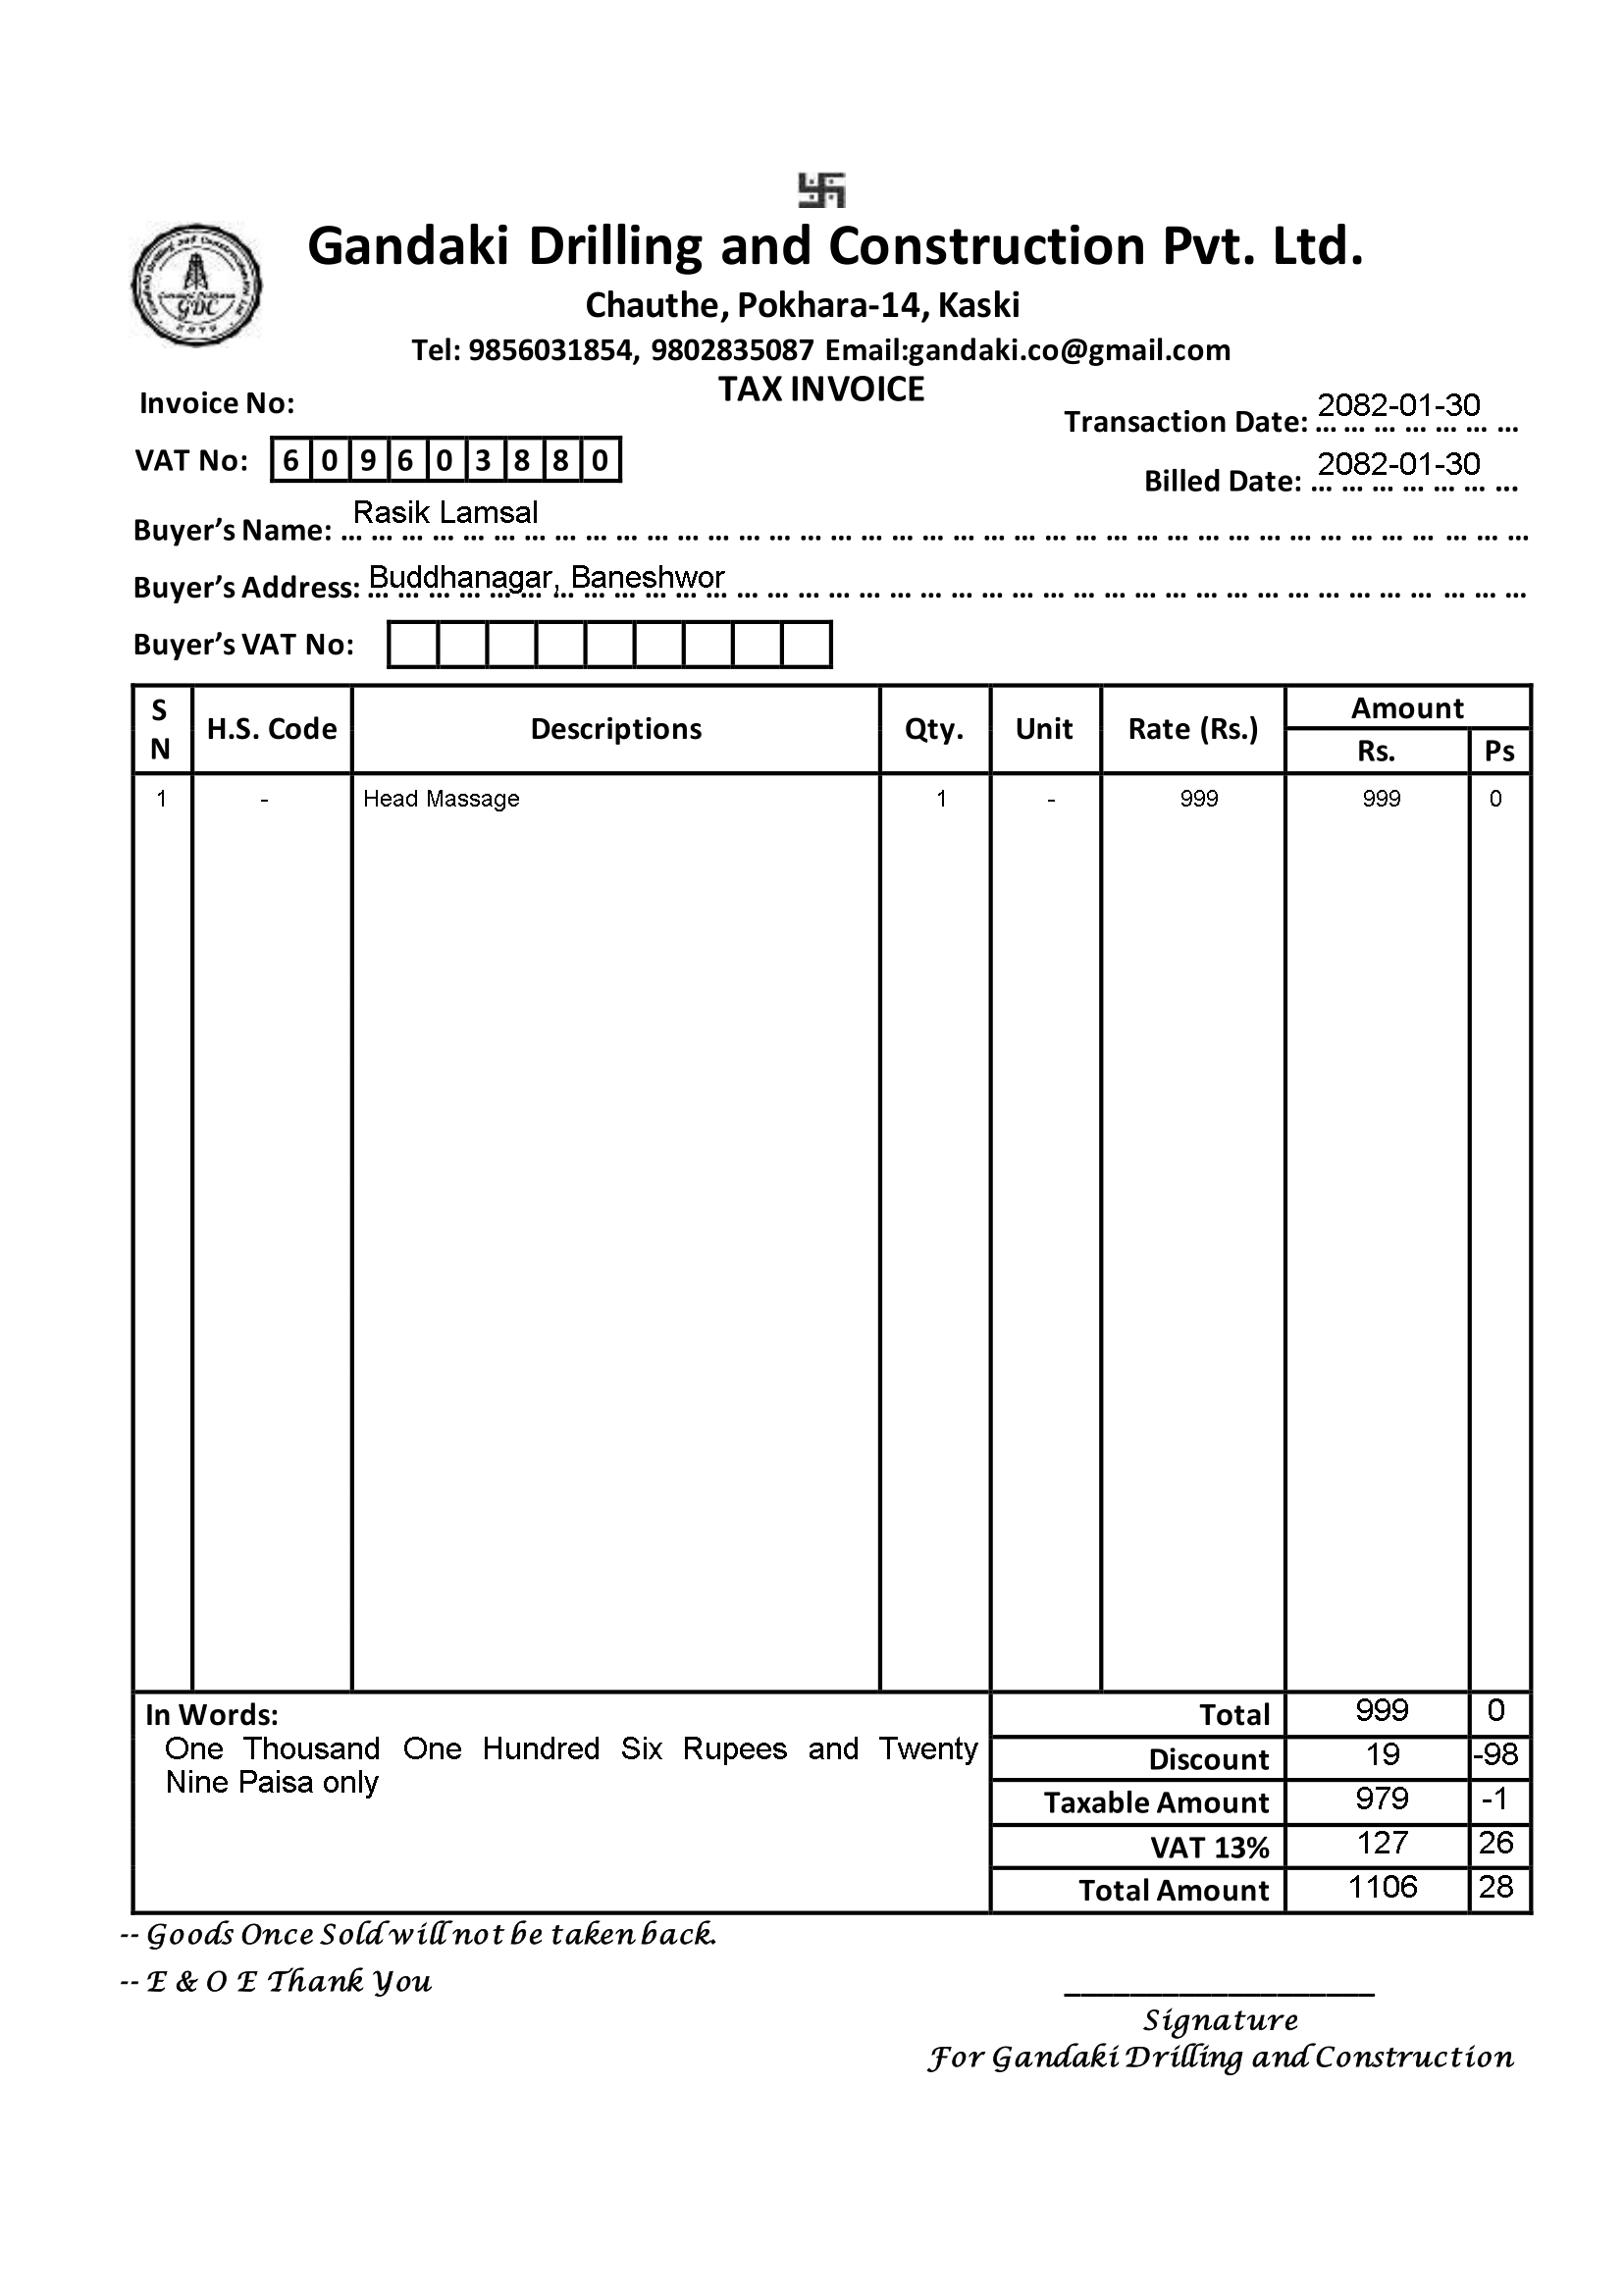 Gandaki Drilling and Construction Pvt. Ltd.
Chauthe, Pokhara-14, Kaski
Tel: 9856031854, 9802835087 Email:gandaki.co@gmail.com
TAX INVOICE
Invoice No:
Transaction Date: ... ... ... ... ... ... ...
2082-01-30
VAT No: 6 0 9 6 0 3 8 8 0
Billed Date: ... ... ... ... ... ... ...
2082-01-30
Buyer's Name: Rasik Lamsal
Buyer's Address: Buddhanagar, Baneshwor
Buyer's VAT No:
S N H.S. Code Descriptions Qty. Unit Rate (Rs.) Amount
Rs. Ps
1 - Head Massage 1 - 999 999 0
In Words:
One Thousand One Hundred Six Rupees and Twenty
Nine Paisa only
Total 999 0
Discount 19 -98
Taxable Amount 979 -1
VAT 13% 127 26
Total Amount 1106 28
-- Goods Once Sold will not be taken back.
-- E & O E Thank You
Signature
For Gandaki Drilling and Construction